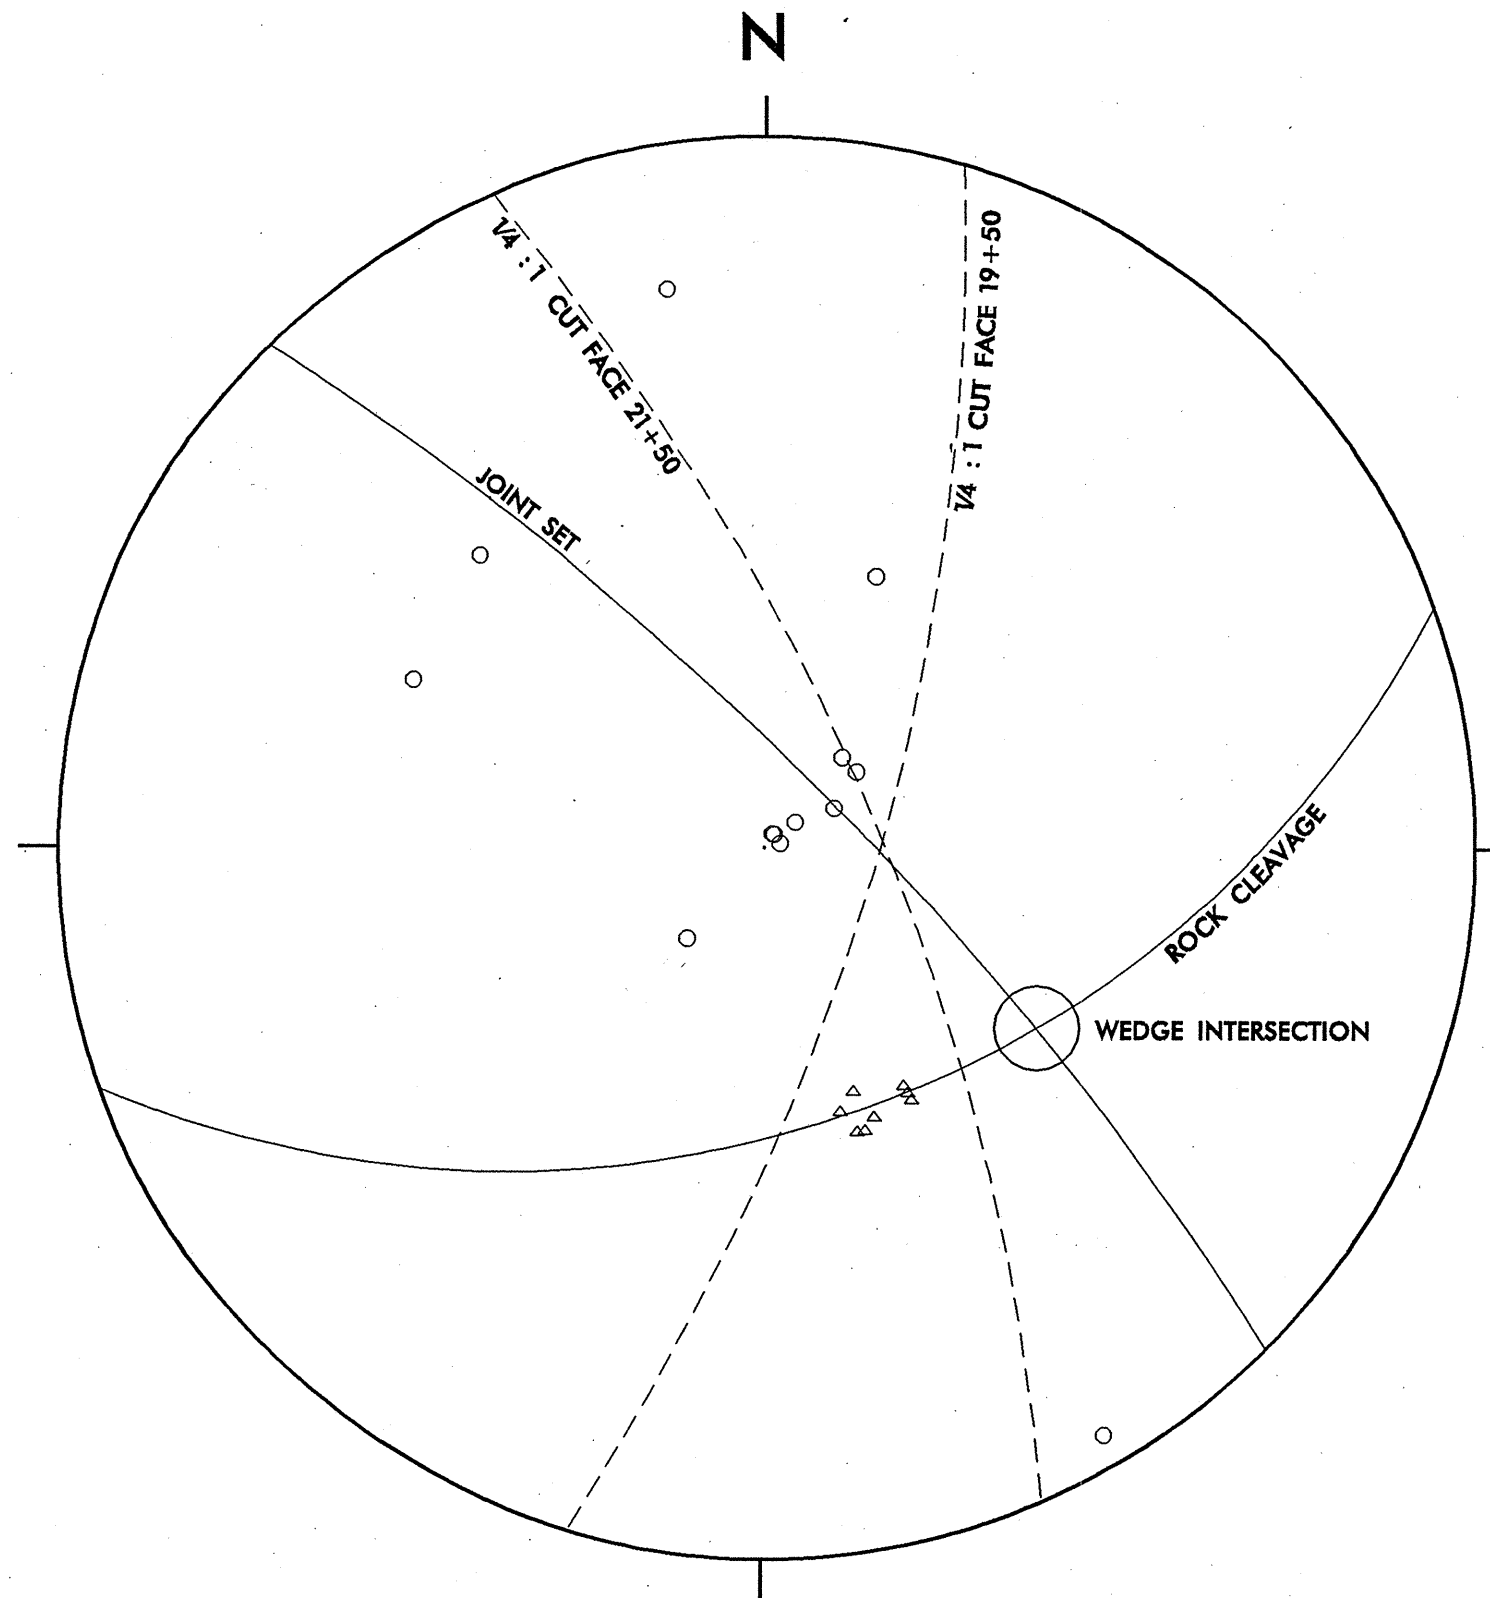 N
1/4 : 1 CUT FACE 21+50
1/4 : 1 CUT FACE 19+50
JOINT SET
ROCK CLEAVAGE
WEDGE INTERSECTION